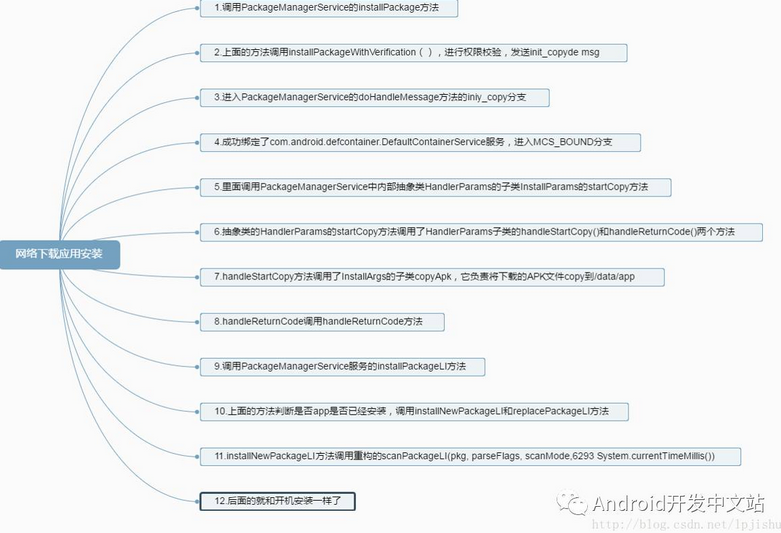 1.调用PackageManagerService的installPackage方法
2.上面的方法调用installPackageWithVerification（ ），进行权限校验，发送init_copyde msg
3.进入PackageManagerService的doHandleMessage方法的iniy_copy分支
4.成功绑定了com.android.defcontainer.DefaultContainerService服务，进入MCS_BOUND分支
5.里面调用PackageManagerService中内部抽象类HandlerParams的子类InstallParams的startCopy方法
网络下载应用安装
6.抽象类的HandlerParams的startCopy方法调用了HandlerParams子类的handleStartCopy()和handleReturnCode()两个方法
7.handleStartCopy方法调用了InstallArgs的子类copyApk，它负责将下载的APK文件copy到/data/app
8.handleReturnCode调用handleReturnCode方法
9.调用PackageManagerService服务的installPackageLI方法
10.上面的方法判断是否app是否已经安装，调用installNewPackageLI和replacePackageLI方法
11.installNewPackageLI方法调用重构的scanPackageLI(pkg, parseFlags, scanMode,6293 System.currentTimeMillis())
12.后面的就和开机安装一样了
Android开发中文站
http://blog.csdn.net/lpjishu